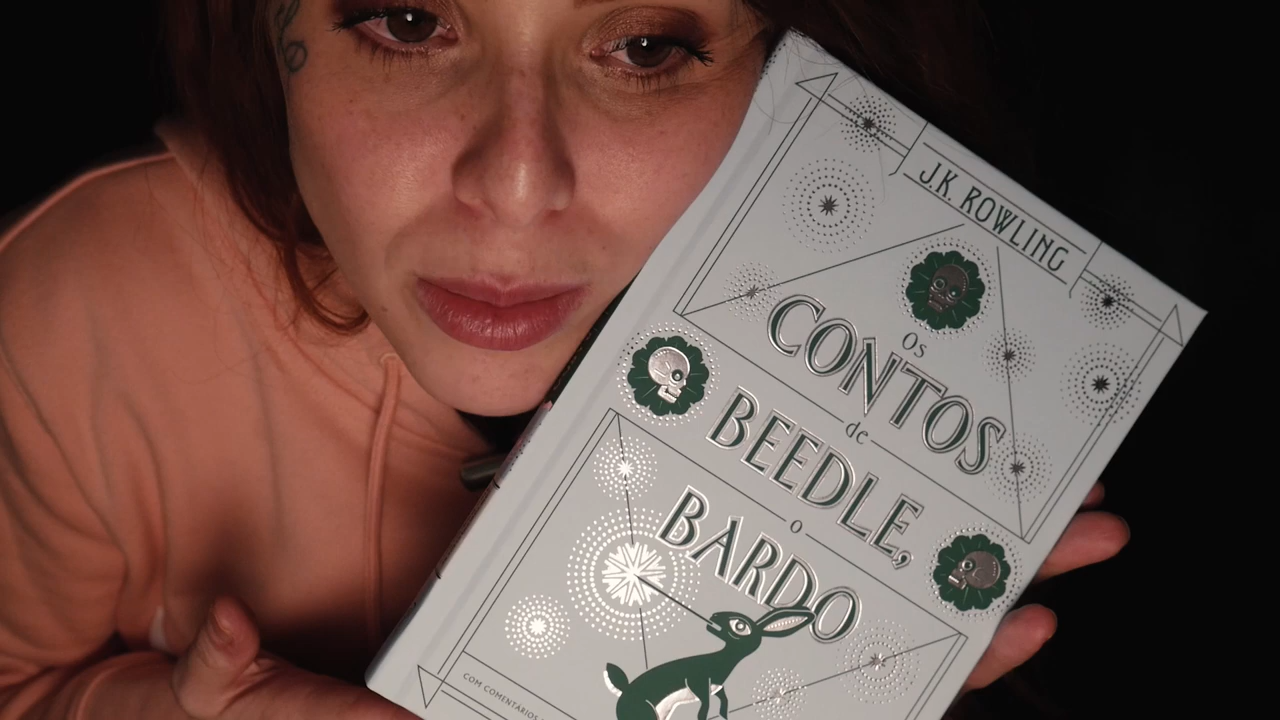 J.K. ROWLING
OS
CONTOS
de
BEEDLE,
o
BARDO
COM COMENTÁRIOS